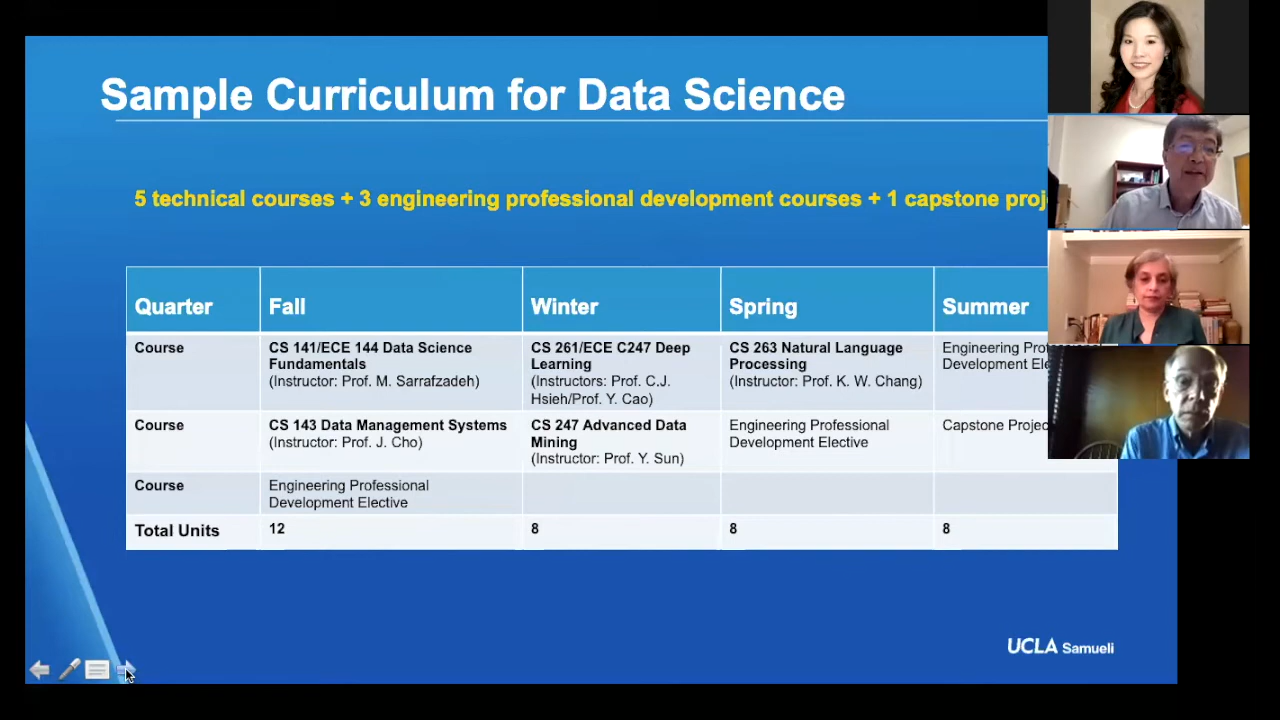 Sample Curriculum for Data Science
5 technical courses + 3 engineering professional development courses + 1 capstone
Quarter
Fall
Winter
Spring
Summer
Course
CS 141/ECE 144 Data Science
Fundamentals
(Instructor: Prof. M. Sarrafzadeh)
CS 261/ECE C247 Deep
Learning
(Instructors: Prof. C.J.
Hsieh/Prof. Y. Cao)
CS 263 Natural Language
Processing
(Instructor: Prof. K. W. Chang)
Engineering
Development
Course
CS 143 Data Management Systems
(Instructor: Prof. J. Cho)
CS 247 Advanced Data
Mining
(Instructor: Prof. Y. Sun)
Engineering Professional
Development Elective
Capstone
Course
Engineering Professional
Development Elective
Total Units
12
8
8
8
UCLA Samueli